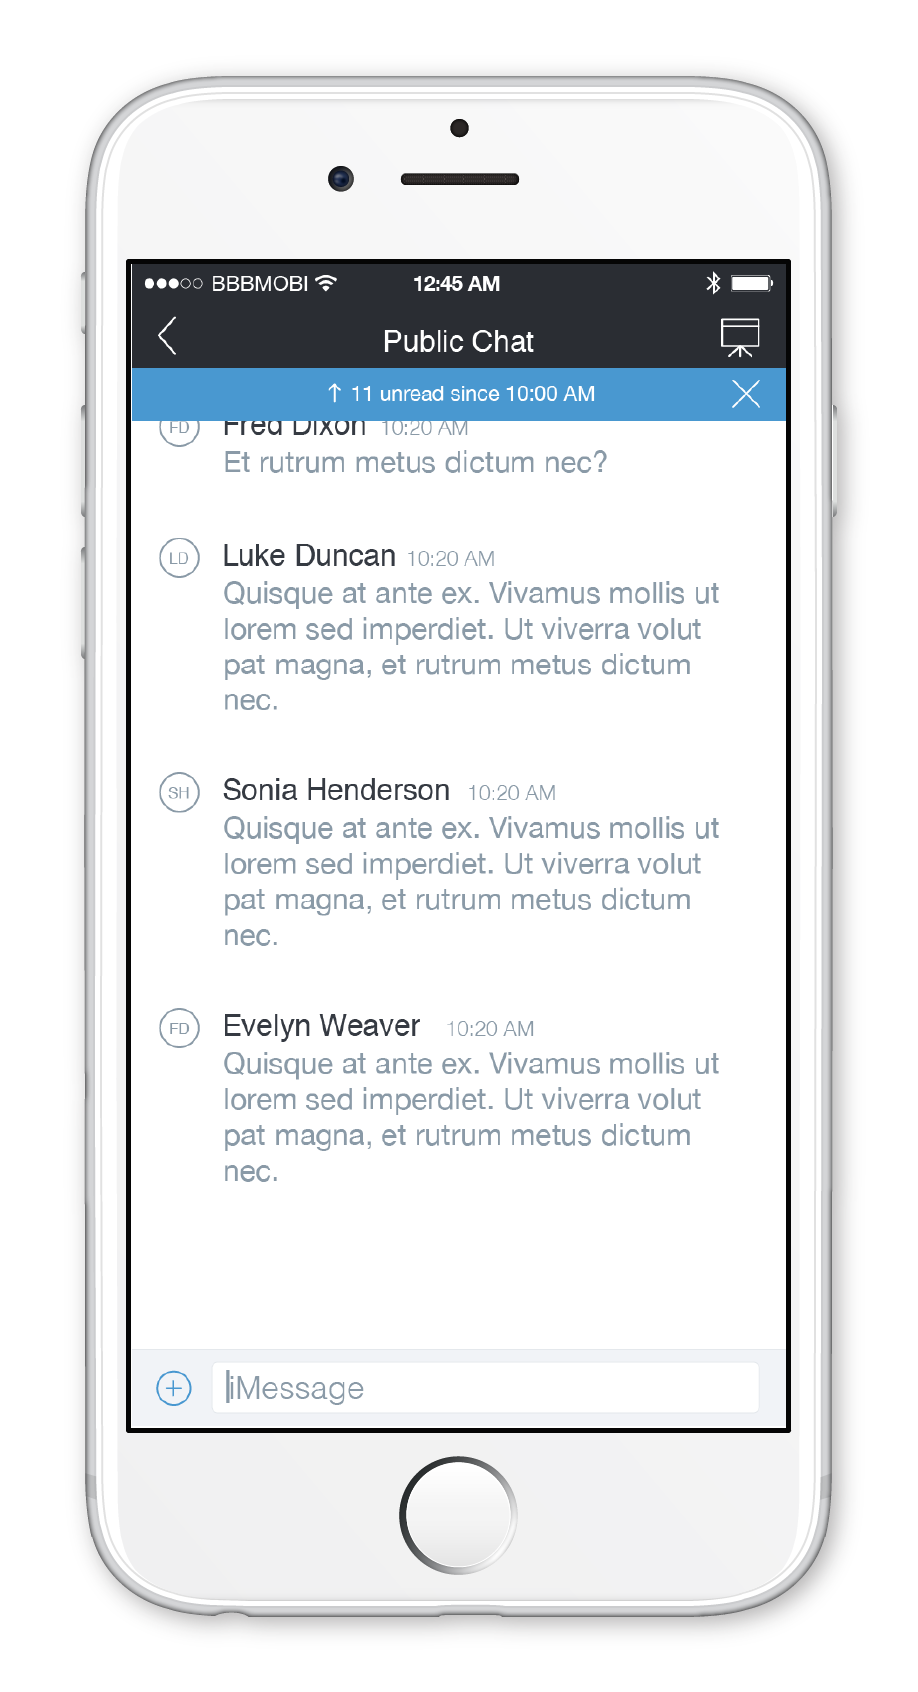 BBBMOBI 12:45 AM
Public Chat
↑ 11 unread since 10:00 AM
FD Fred Dixon 10:20 AM
Et rutrum metus dictum nec?
LD Luke Duncan 10:20 AM
Quisque at ante ex. Vivamus mollis ut
lorem sed imperdiet. Ut viverra volut
pat magna, et rutrum metus dictum
nec.
SH Sonia Henderson 10:20 AM
Quisque at ante ex. Vivamus mollis ut
lorem sed imperdiet. Ut viverra volut
pat magna, et rutrum metus dictum
nec.
FD Evelyn Weaver 10:20 AM
Quisque at ante ex. Vivamus mollis ut
lorem sed imperdiet. Ut viverra volut
pat magna, et rutrum metus dictum
nec.
iMessage